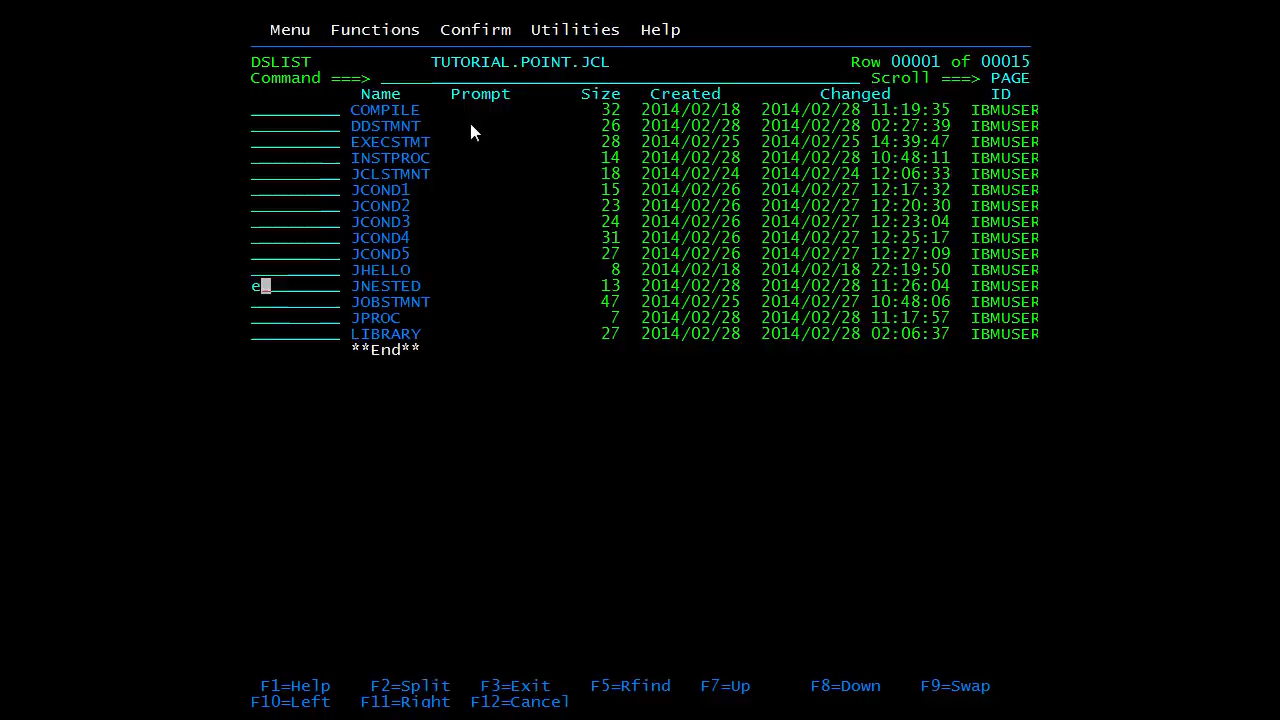 Menu Functions Confirm Utilities Help
DSLIST TUTORIAL.POINT.JCL Row 00001 of 00015
Command ===> Scroll ===> PAGE
Name Prompt Size Created Changed ID
COMPILE 32 2014/02/18 2014/02/28 11:19:35 IBMUSER
DDSTMNT 26 2014/02/28 2014/02/28 02:27:39 IBMUSER
EXECSTMT 28 2014/02/25 2014/02/25 14:39:47 IBMUSER
INSTPROC 14 2014/02/28 2014/02/28 10:48:11 IBMUSER
JCLSTMNT 18 2014/02/24 2014/02/24 12:06:33 IBMUSER
JCOND1 15 2014/02/26 2014/02/27 12:17:32 IBMUSER
JCOND2 23 2014/02/26 2014/02/27 12:20:30 IBMUSER
JCOND3 24 2014/02/26 2014/02/27 12:23:04 IBMUSER
JCOND4 31 2014/02/26 2014/02/27 12:25:17 IBMUSER
JCOND5 27 2014/02/26 2014/02/27 12:27:09 IBMUSER
JHELLO 8 2014/02/18 2014/02/18 22:19:50 IBMUSER
e JNESTED 13 2014/02/28 2014/02/28 11:26:04 IBMUSER
JOBSTMNT 47 2014/02/25 2014/02/27 10:48:06 IBMUSER
JPROC 7 2014/02/28 2014/02/28 11:17:57 IBMUSER
LIBRARY 27 2014/02/28 2014/02/28 02:06:37 IBMUSER
**End**
F1=Help F2=Split F3=Exit F5=Rfind F7=Up F8=Down F9=Swap
F10=Left F11=Right F12=Cancel